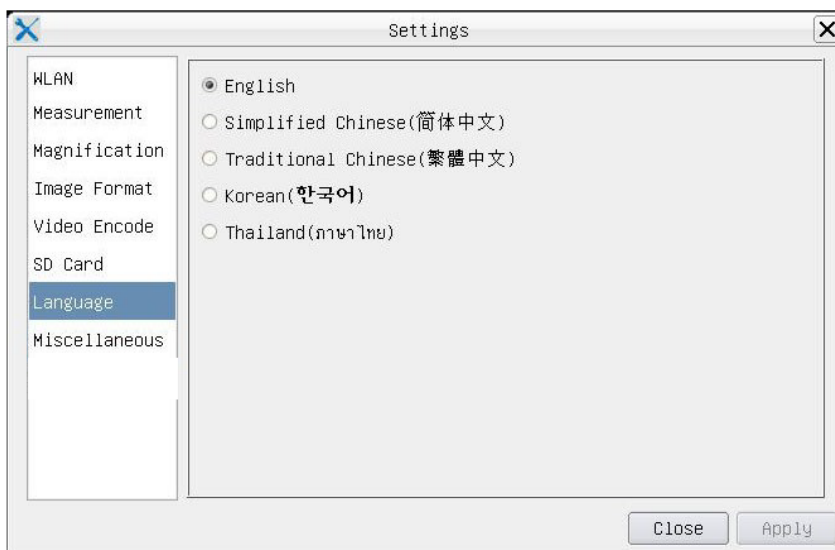 Settings
WLAN
Measurement
Magnification
Image Format
Video Encode
SD Card
Language
Miscellaneous
English
Simplified Chinese(简体中文)
Traditional Chinese(繁體中文)
Korean(한국어)
Thailand(ภาษาไทย)
Close
Apply